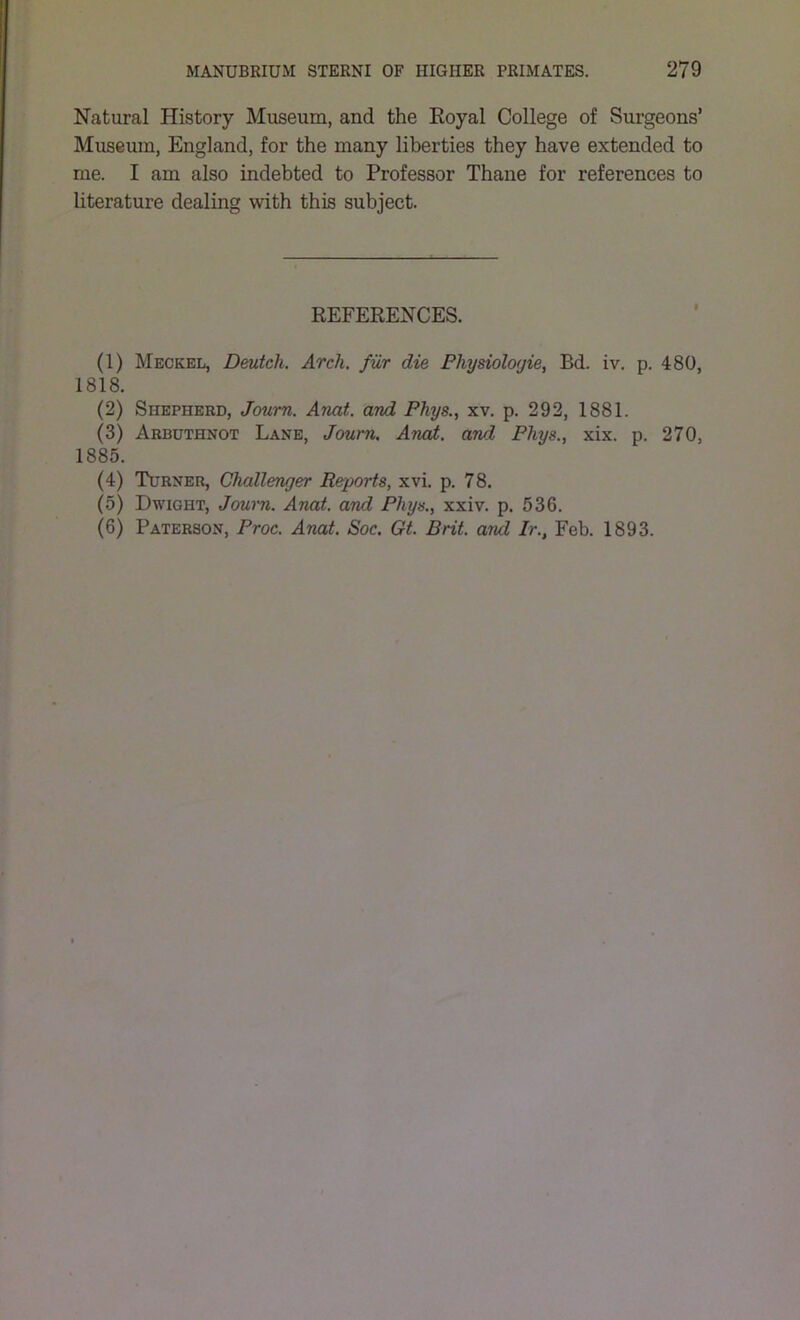 MANUBRIUM STERNI OF HIGHER PRIMATES. 279
Natural History Museum, and the Royal College of Surgeons’
Museum, England, for the many liberties they have extended to
me. I am also indebted to Professor Thane for references to
literature dealing with this subject.
REFERENCES.
(1) Meckel, Deutch. Arch. für die Physiologie, Bd. iv. p. 480,
1818.
(2) Shepherd, Journ. Anat. and Phys., xv. p. 292, 1881.
(3) Arbuthnot Lane, Journ. Anat. and Phys., xix. p. 270,
1885.
(4) Turner, Challenger Reports, xvi. p. 78.
(5) Dwight, Journ. Anat. and Phys., xxiv. p. 536.
(6) Paterson, Proc. Anat. Soc. Gt. Brit. and Ir., Feb. 1893.